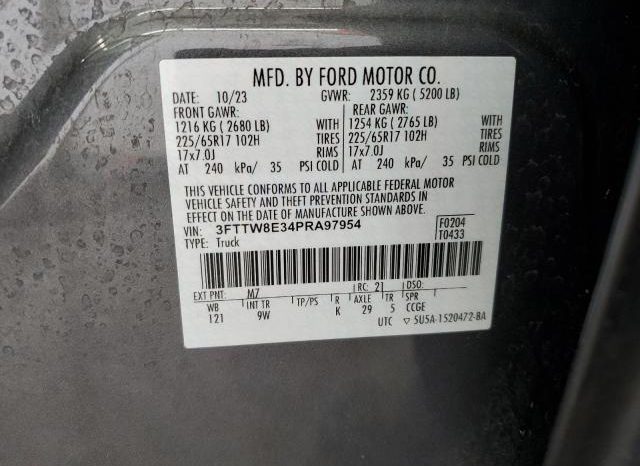 MFD. BY FORD MOTOR CO.
DATE: 10/23 GVWR: 2359 KG ( 5200 LB)
FRONT GAWR: REAR GAWR:
1216 KG ( 2680 LB) WITH 1254 KG ( 2765 LB) WITH
225/65R17 102H TIRES 225/65R17 102H TIRES
17x7.0J RIMS 17x7.0J RIMS
AT 240 kPa/ 35 PSI COLD AT 240 kPa/ 35 PSI COLD
THIS VEHICLE CONFORMS TO ALL APPLICABLE FEDERAL MOTOR
VEHICLE SAFETY AND THEFT PREVENTION STANDARDS IN
EFFECT ON THE DATE OF MANUFACTURE SHOWN ABOVE.
VIN: 3FTTW8E34PRA97954 F0204
TYPE: Truck T0433
EXT PNT: M7 RC: 21 DSO:
WB INT TR TP/PS R AXLE TR SPR
121 9W K 29 5 CCGE
UTC ▽ 5U5A-1520472-BA